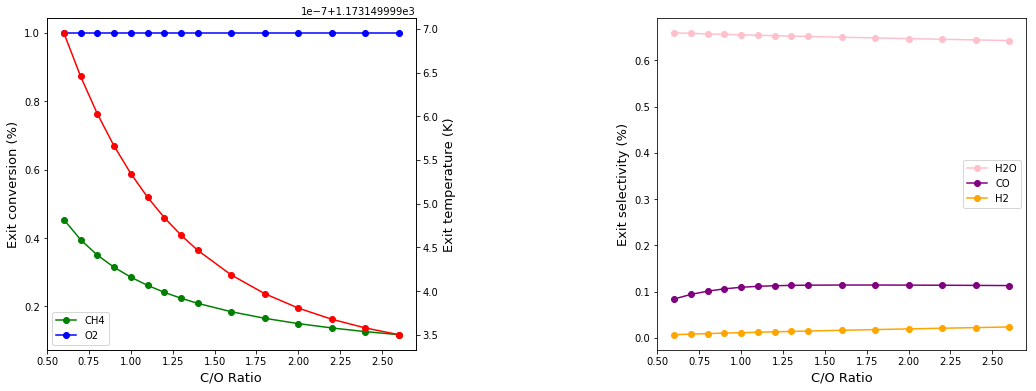 1e−7+1.173149999e3
1.0
0.8
0.6
0.4
0.2
Exit conversion (%)
CH4
O2
0.50 0.75 1.00 1.25 1.50 1.75 2.00 2.25 2.50
C/O Ratio
7.0
6.5
6.0
5.5
5.0
4.5
4.0
3.5
Exit temperature (K)
0.6
0.5
0.4
0.3
0.2
0.1
0.0
Exit selectivity (%)
H2O
CO
H2
0.50 0.75 1.00 1.25 1.50 1.75 2.00 2.25 2.50
C/O Ratio